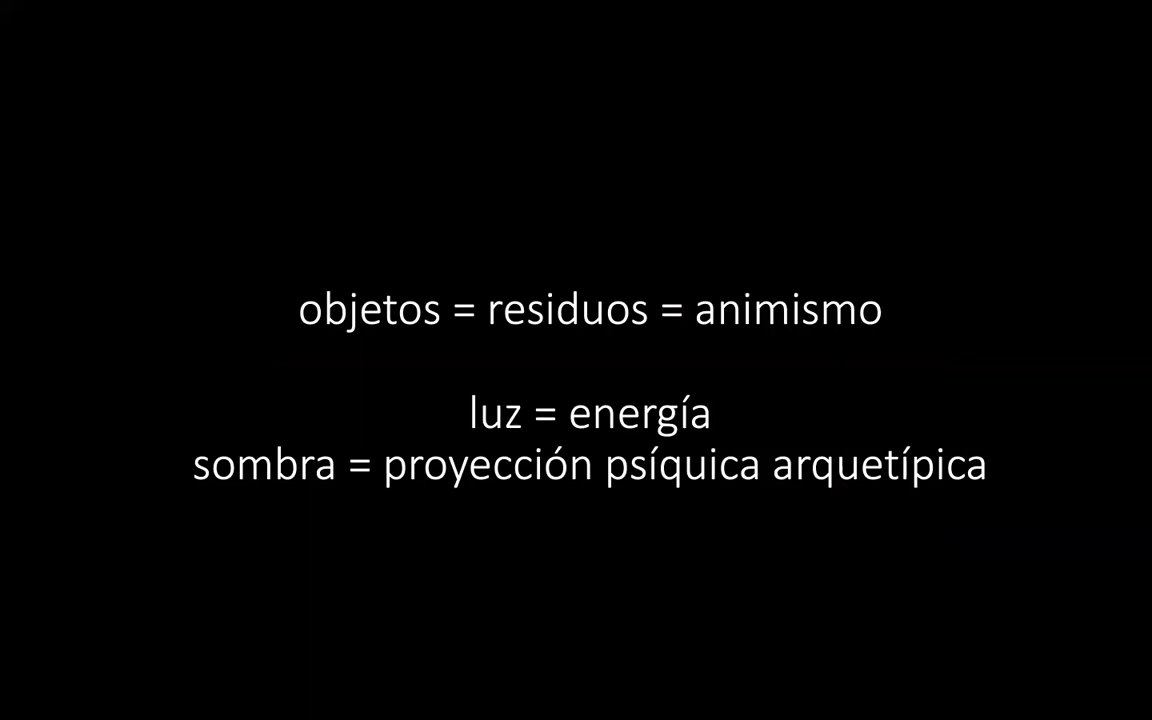 objetos = residuos = animismo
luz = energía
sombra = proyección psíquica arquetípica